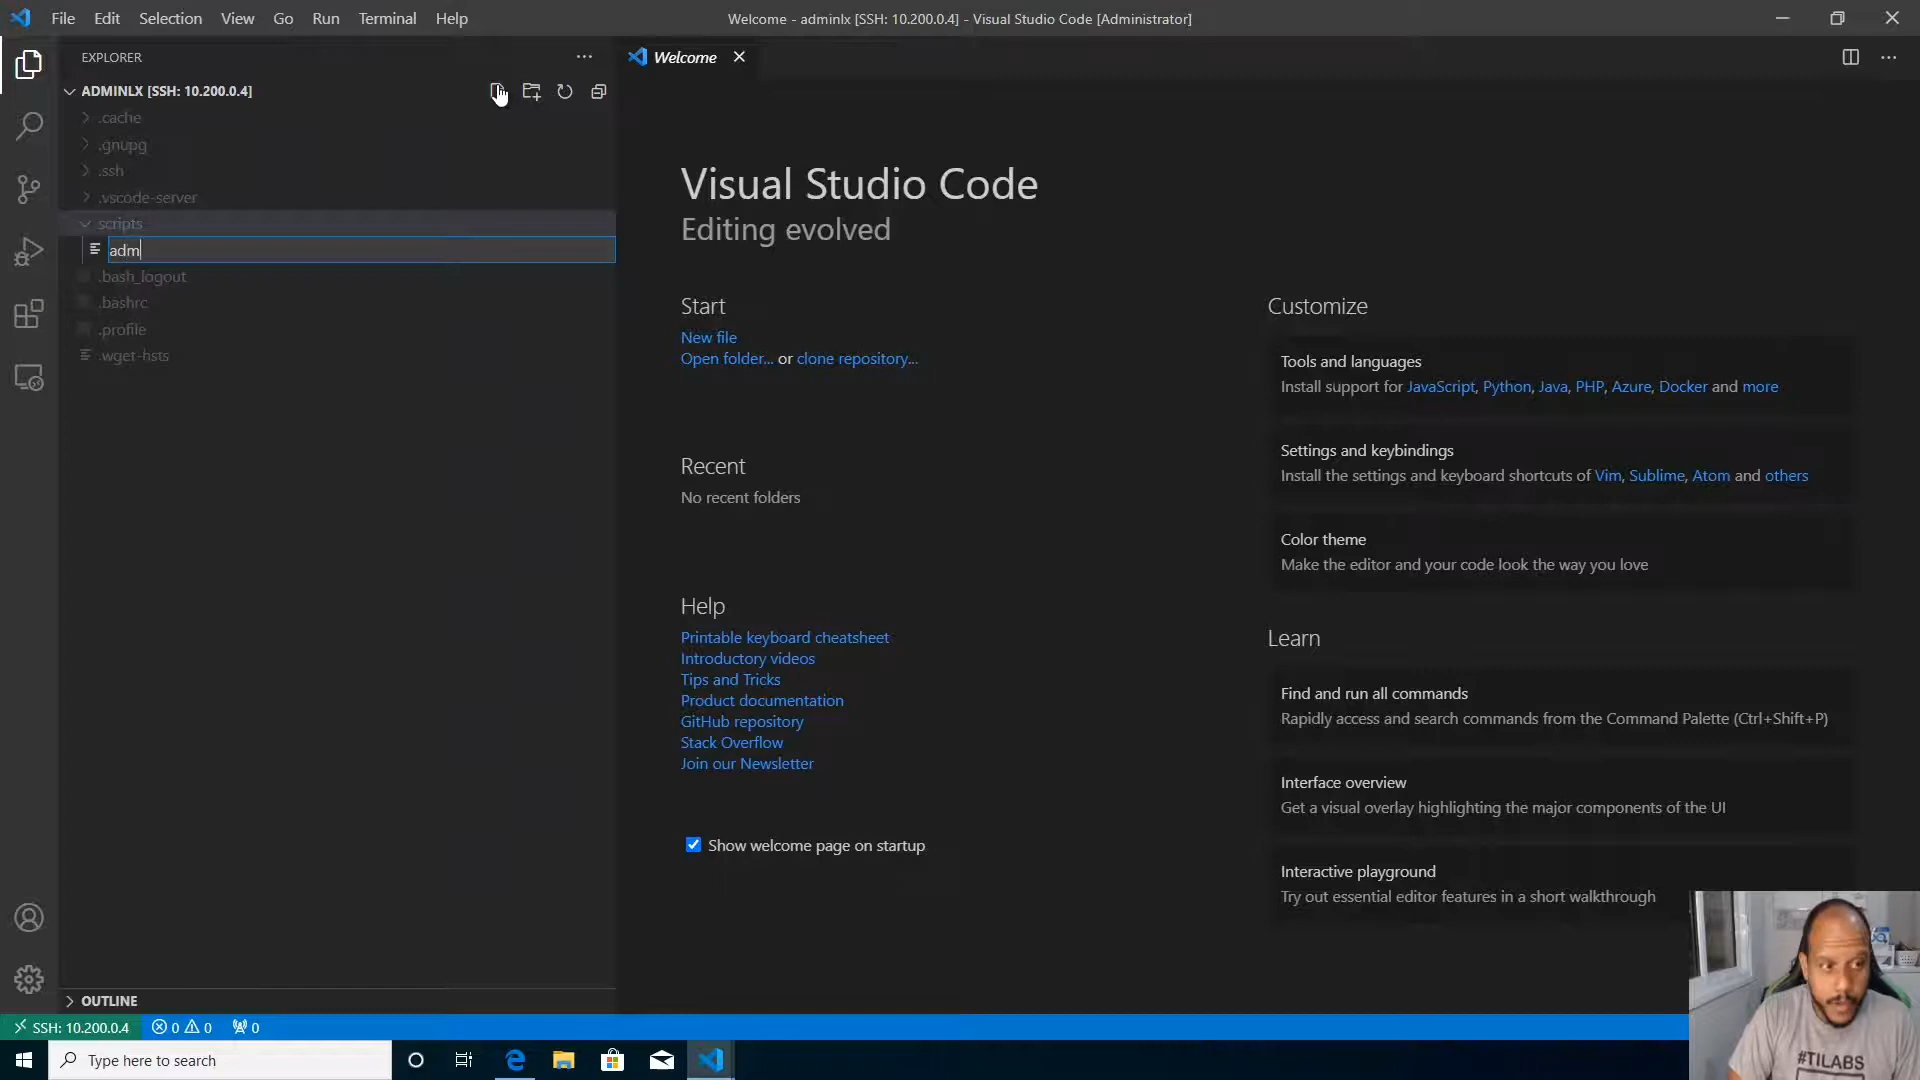 File Edit Selection View Go Run Terminal Help
Welcome - adminlx [SSH: 10.200.0.4] - Visual Studio Code [Administrator]
EXPLORER
Welcome
ADMINLX [SSH: 10.200.0.4]
.cache
.gnupg
.ssh
.vscode-server
scripts
adm
.bash_logout
.bashrc
.profile
.wget-hsts
Visual Studio Code
Editing evolved
Start
New file
Open folder... or clone repository...
Recent
No recent folders
Help
Printable keyboard cheatsheet
Introductory videos
Tips and Tricks
Product documentation
GitHub repository
Stack Overflow
Join our Newsletter
Show welcome page on startup
Customize
Tools and languages
Install support for JavaScript, Python, Java, PHP, Azure, Docker and more
Settings and keybindings
Install the settings and keyboard shortcuts of Vim, Sublime, Atom and others
Color theme
Make the editor and your code look the way you love
Learn
Find and run all commands
Rapidly access and search commands from the Command Palette (Ctrl+Shift+P)
Interface overview
Get a visual overlay highlighting the major components of the UI
Interactive playground
Try out essential editor features in a short walkthrough
OUTLINE
SSH: 10.200.0.4 0 0 0
Type here to search
#TILABS